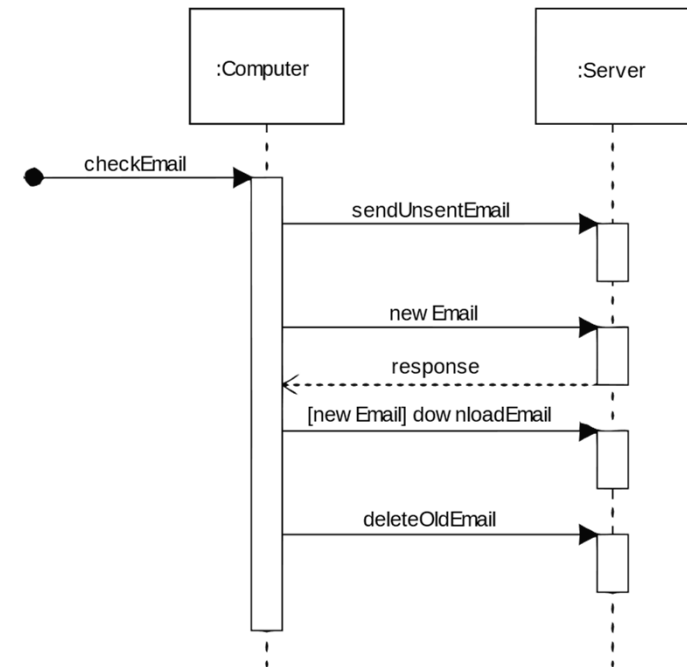 :Computer
:Server
checkEmail
sendUnsentEmail
new Email
response
[new Email] dow nloadEmail
deleteOldEmail